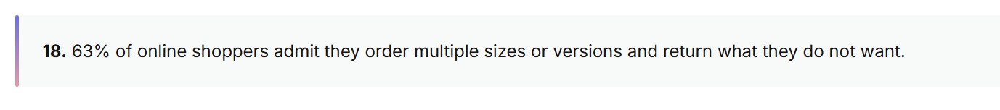 18. 63% of online shoppers admit they order multiple sizes or versions and return what they do not want.